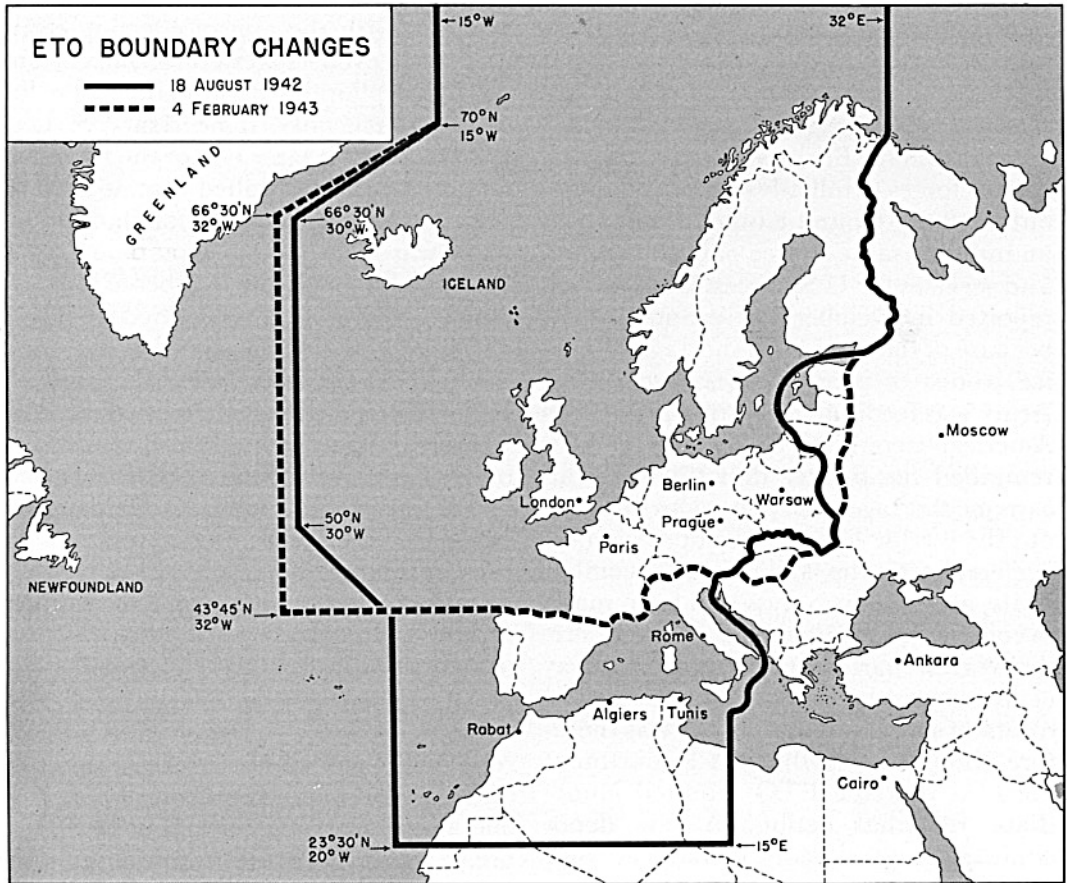 15°W
32°E
ETO BOUNDARY CHANGES
18 AUGUST 1942
4 FEBRUARY 1943
70°N
15°W
GREENLAND
66°30'N
32°W
66°30'N
30°W
ICELAND
MOSCOW
London
Berlin
Warsaw
Prague
50°N
30°W
Paris
NEWFOUNDLAND
43°45'N
32°W
Rome
Ankara
Algiers
Tunis
Rabat
Cairo
23°30'N
20°W
15°E